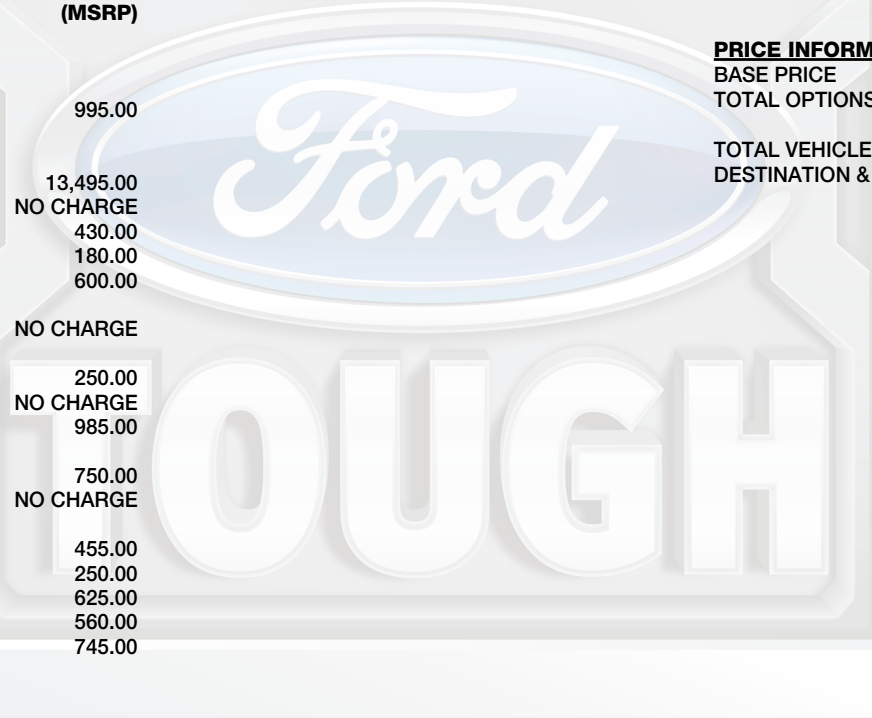 (MSRP)
995.00
13,495.00
NO CHARGE
430.00
180.00
600.00
NO CHARGE
250.00
NO CHARGE
985.00
750.00
NO CHARGE
455.00
250.00
625.00
560.00
745.00
PRICE INFORM
BASE PRICE
TOTAL OPTIONS
TOTAL VEHICLE
DESTINATION &
Ford
TOUGH